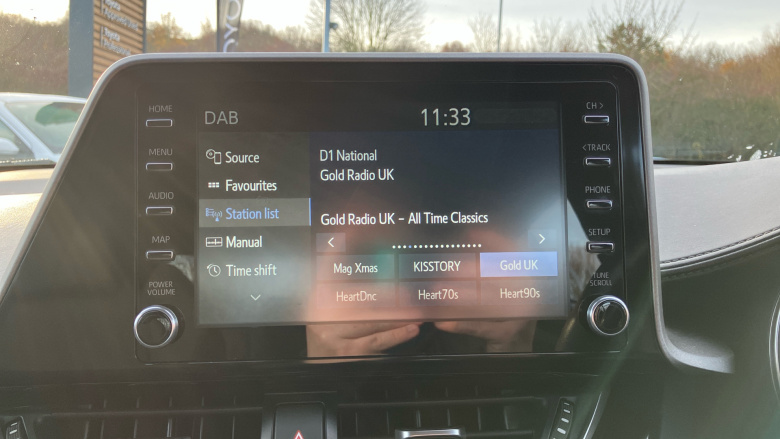 TOYO
HOME
MENU
AUDIO
MAP
POWER
VOLUME
DAB
11:33
Source
Favourites
Station list
Manual
Time shift
D1 National
Gold Radio UK
Gold Radio UK – All Time Classics
< >
Mag Xmas KISSTORY Gold UK
HeartDnc Heart70s Heart90s
CH >
< TRACK
PHONE
SETUP
TUNE
SCROLL